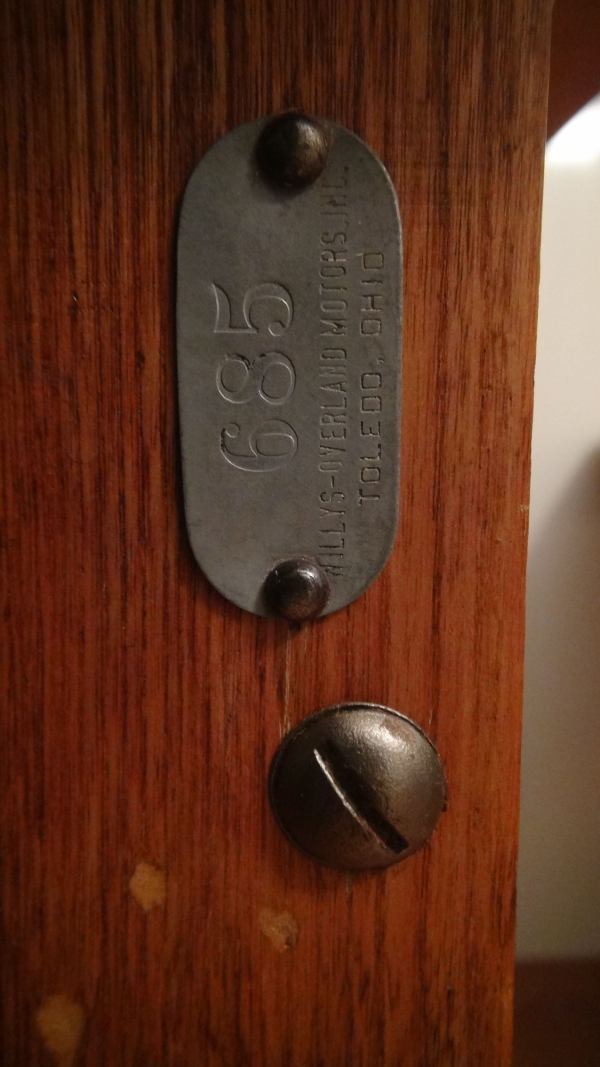 685
WILLYS-OVERLAND MOTORS, INC.
TOLEDO, OHIO